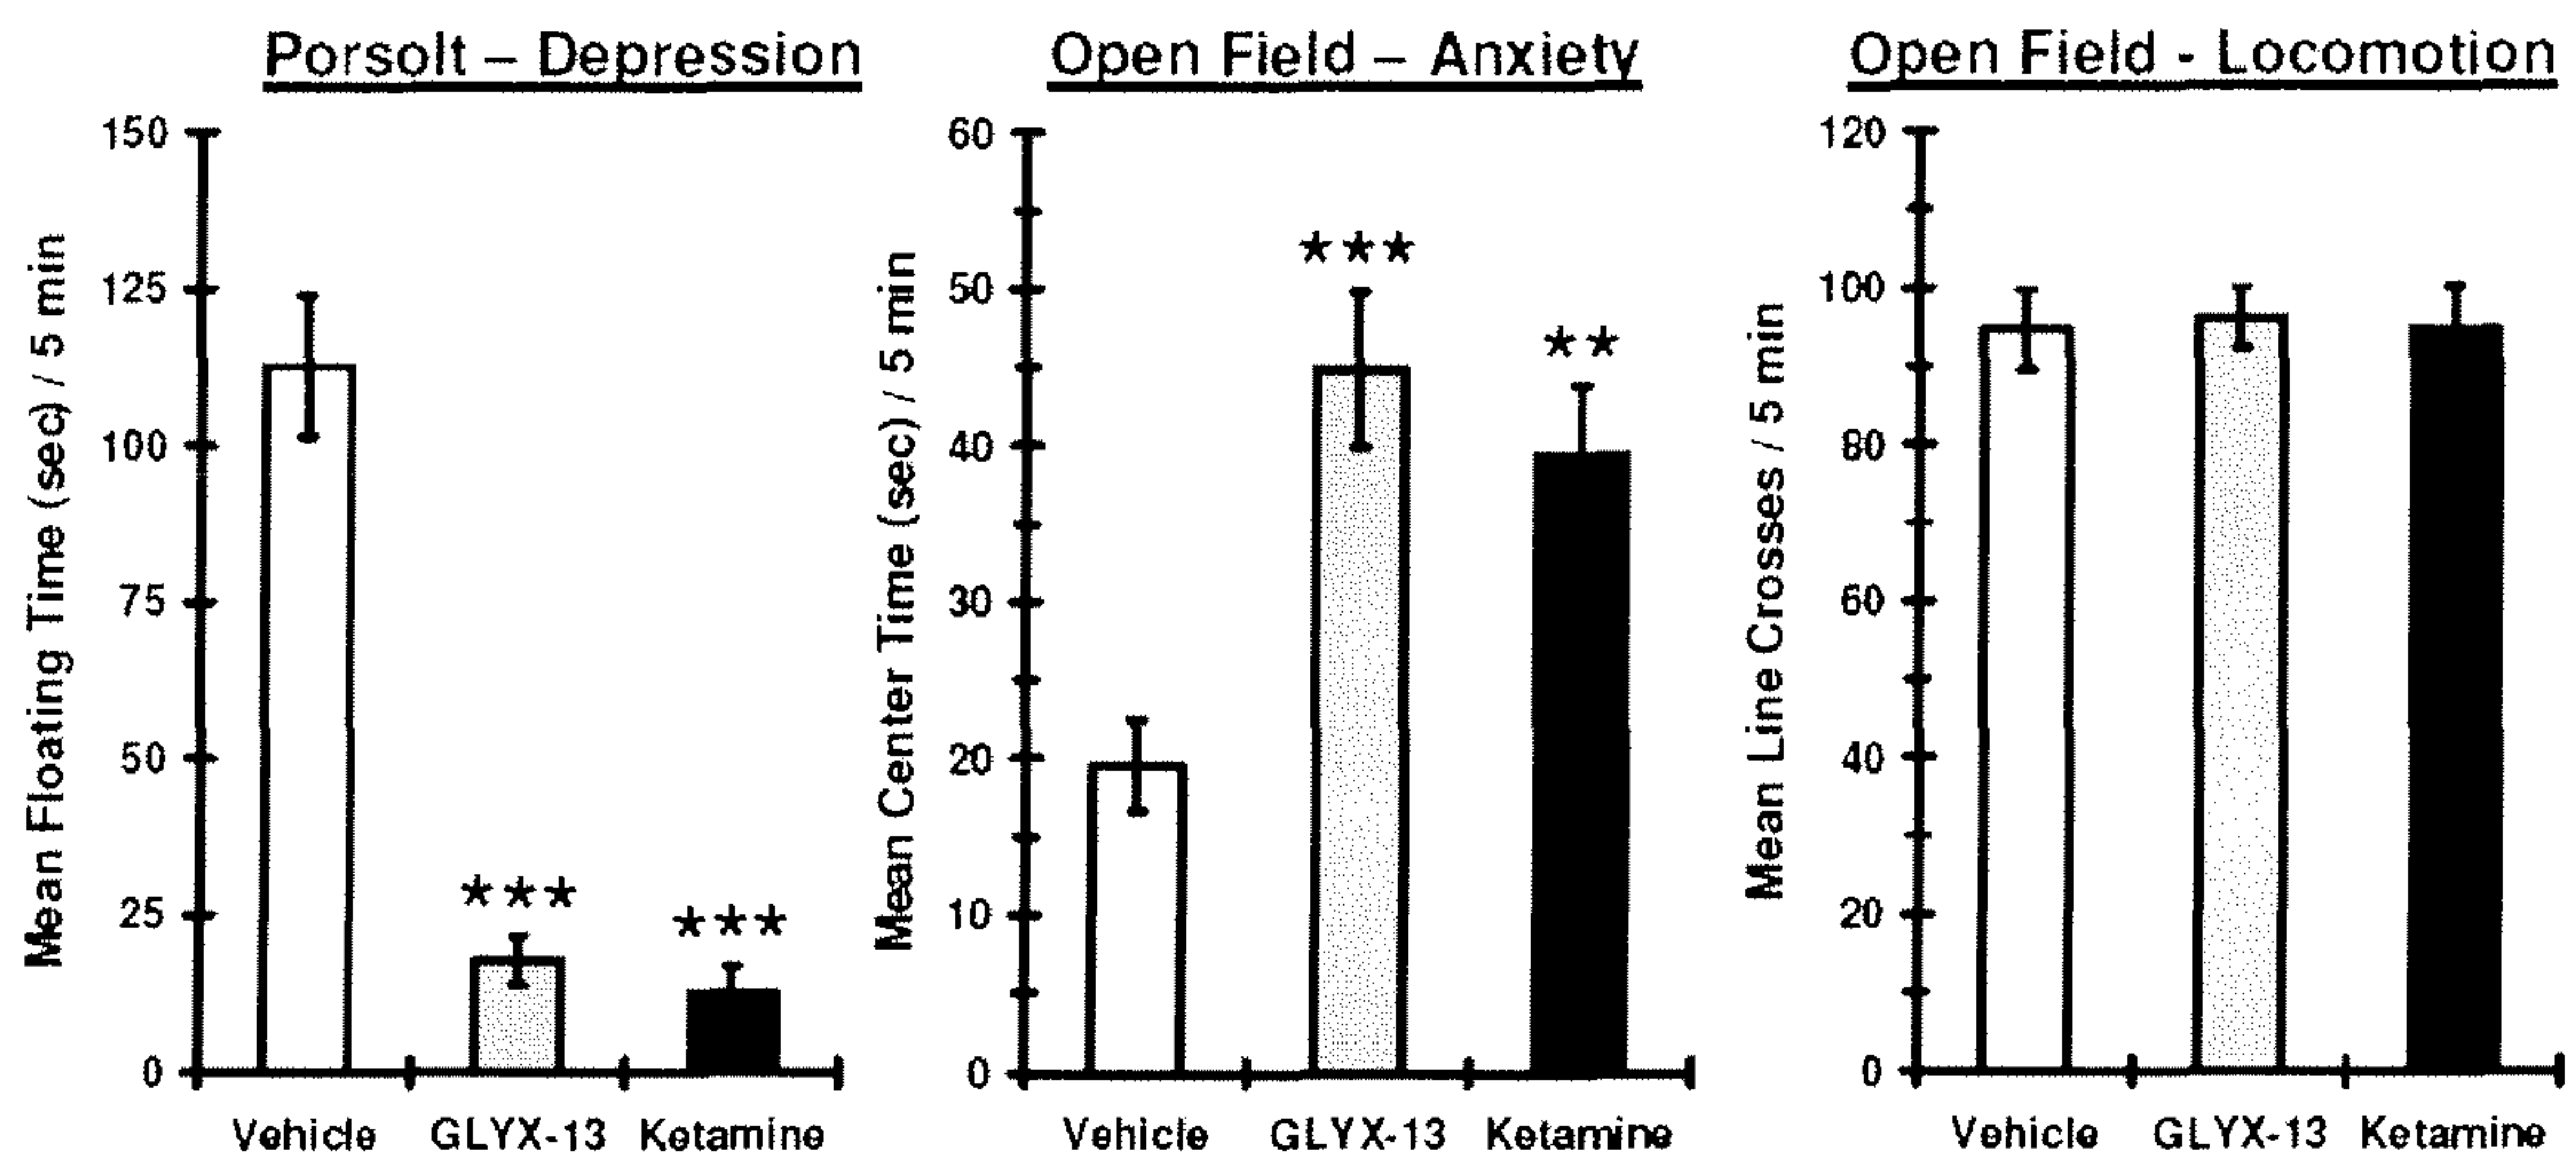 Porsolt – Depression
Mean Floating Time (sec) / 5 min
150
125
100
75
50
25
0
***
***
Vehicle GLYX-13 Ketamine
Open Field – Anxiety
Mean Center Time (sec) / 5 min
60
50
40
30
20
10
0
***
**
Vehicle GLYX-13 Ketamine
Open Field - Locomotion
Mean Line Crosses / 5 min
120
100
80
60
40
20
0
Vehicle GLYX-13 Ketamine